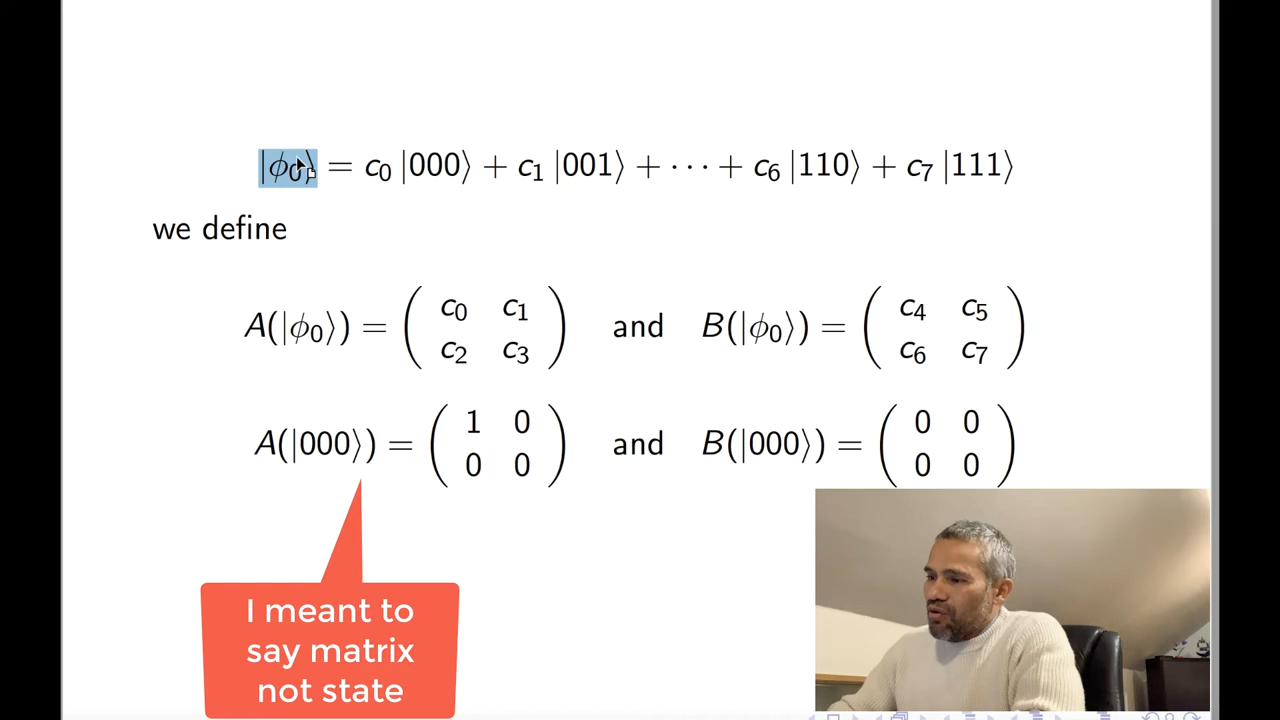 |ϕ₀⟩ = c₀ |000⟩ + c₁ |001⟩ + ··· + c₆ |110⟩ + c₇ |111⟩
we define
A(|ϕ₀⟩) = ( c₀ c₁ ; c₂ c₃ ) and B(|ϕ₀⟩) = ( c₄ c₅ ; c₆ c₇ )
A(|000⟩) = ( 1 0 ; 0 0 ) and B(|000⟩) = ( 0 0 ; 0 0 )
I meant to
say matrix
not state